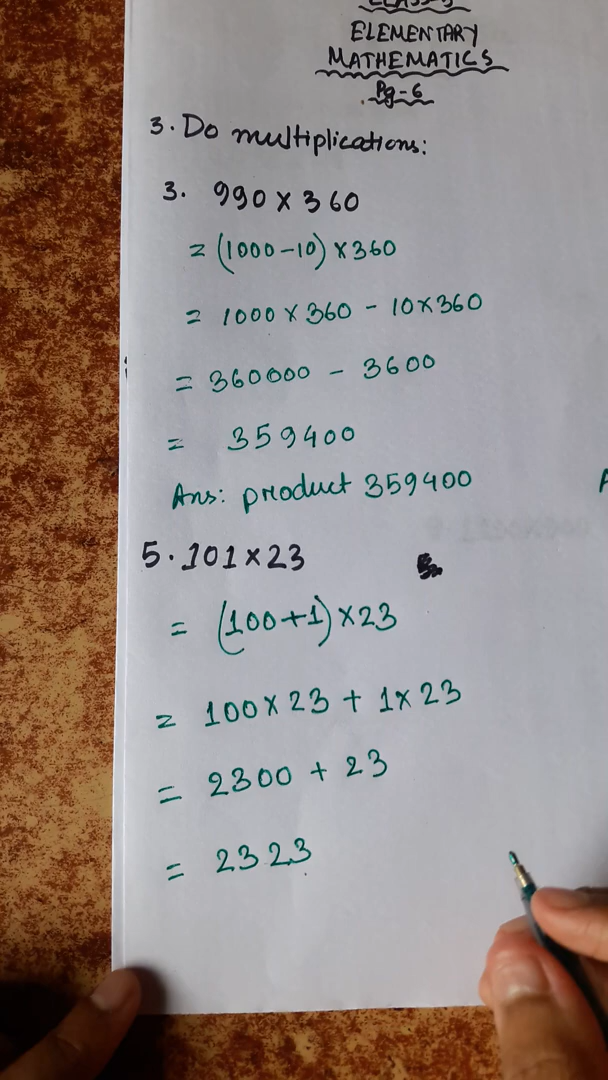 ELEMENTARY
MATHEMATICS
Pg-6
3. Do multiplications:
3. 990 × 360
= (1000-10) × 360
= 1000 × 360 - 10×360
= 360000 - 3600
= 359400
Ans: product 359400
5. 101×23
= (100+1) × 23
= 100 × 23 + 1× 23
= 2300 + 23
= 2323